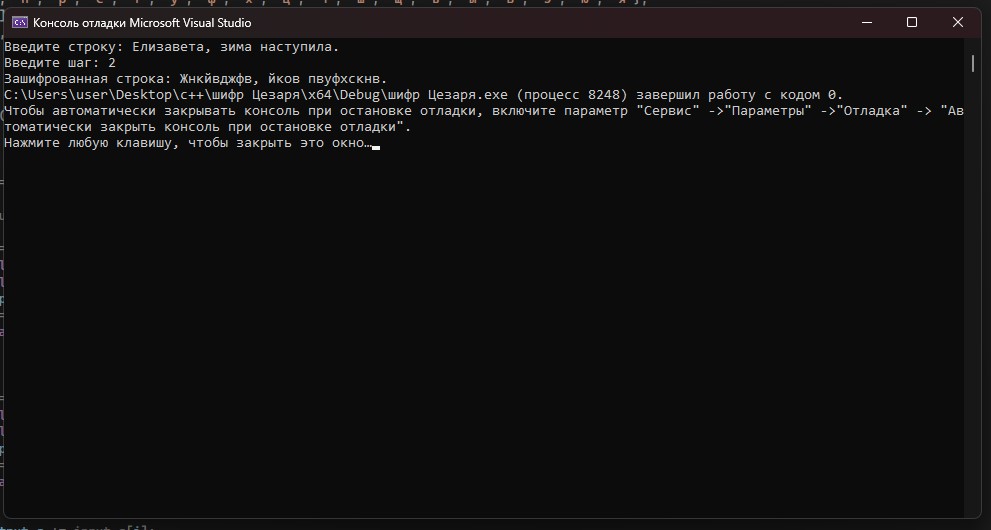 Консоль отладки Microsoft Visual Studio
Введите строку: Елизавета, зима наступила.
Введите шаг: 2
Зашифрованная строка: Жнкйвджфв, йков пвуфхскнв.
C:\Users\user\Desktop\c++\шифр Цезаря\x64\Debug\шифр Цезаря.exe (процесс 8248) завершил работу с кодом 0.
Чтобы автоматически закрывать консоль при остановке отладки, включите параметр "Сервис" ->"Параметры" ->"Отладка" -> "Ав
томатически закрыть консоль при остановке отладки".
Нажмите любую клавишу, чтобы закрыть это окно…